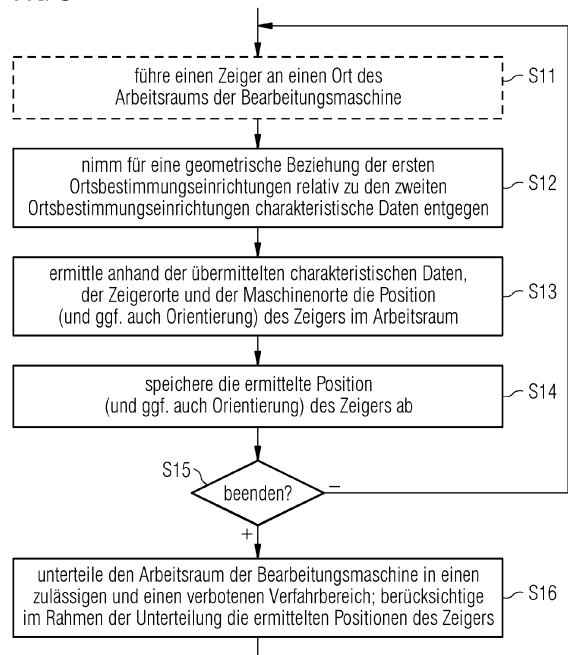 führe einen Zeiger an einen Ort des
Arbeitsraums der Bearbeitungsmaschine
S11
nimm für eine geometrische Beziehung der ersten
Ortsbestimmungseinrichtungen relativ zu den zweiten
Ortsbestimmungseinrichtungen charakteristische Daten entgegen
S12
ermittle anhand der übermittelten charakteristischen Daten,
der Zeigerorte und der Maschinenorte die Position
(und ggf. auch Orientierung) des Zeigers im Arbeitsraum
S13
speichere die ermittelte Position
(und ggf. auch Orientierung) des Zeigers ab
S14
S15
beenden?
–
+
unterteile den Arbeitsraum der Bearbeitungsmaschine in einen
zulässigen und einen verbotenen Verfahrbereich; berücksichtige
im Rahmen der Unterteilung die ermittelten Positionen des Zeigers
S16